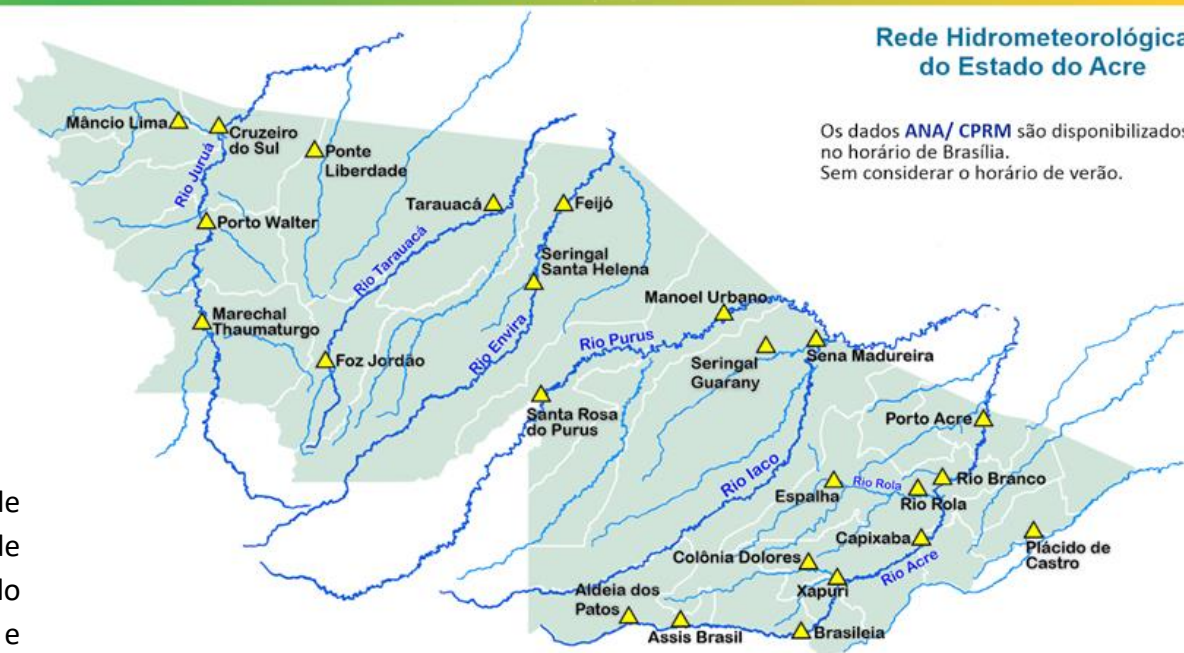 Rede Hidrometeorológica
do Estado do Acre
Os dados ANA/ CPRM são disponibilizados
no horário de Brasília.
Sem considerar o horário de verão.
Mâncio Lima
Cruzeiro
do Sul
Ponte
Liberdade
Rio Juruá
Porto Walter
Tarauacá
Feijó
Rio Tarauacá
Seringal
Santa Helena
Marechal
Thaumaturgo
Foz Jordão
Rio Envira
Manoel Urbano
Rio Purus
Seringal
Guarany
Sena Madureira
Santa Rosa
do Purus
Porto Acre
Rio Iaco
Espalha
Rio Rola
Rio Rola
Rio Branco
Capixaba
Plácido de
Castro
Colônia Dolores
Rio Acre
Xapuri
Aldeia dos
Patos
Assis Brasil
Brasileia
de
de
do
e